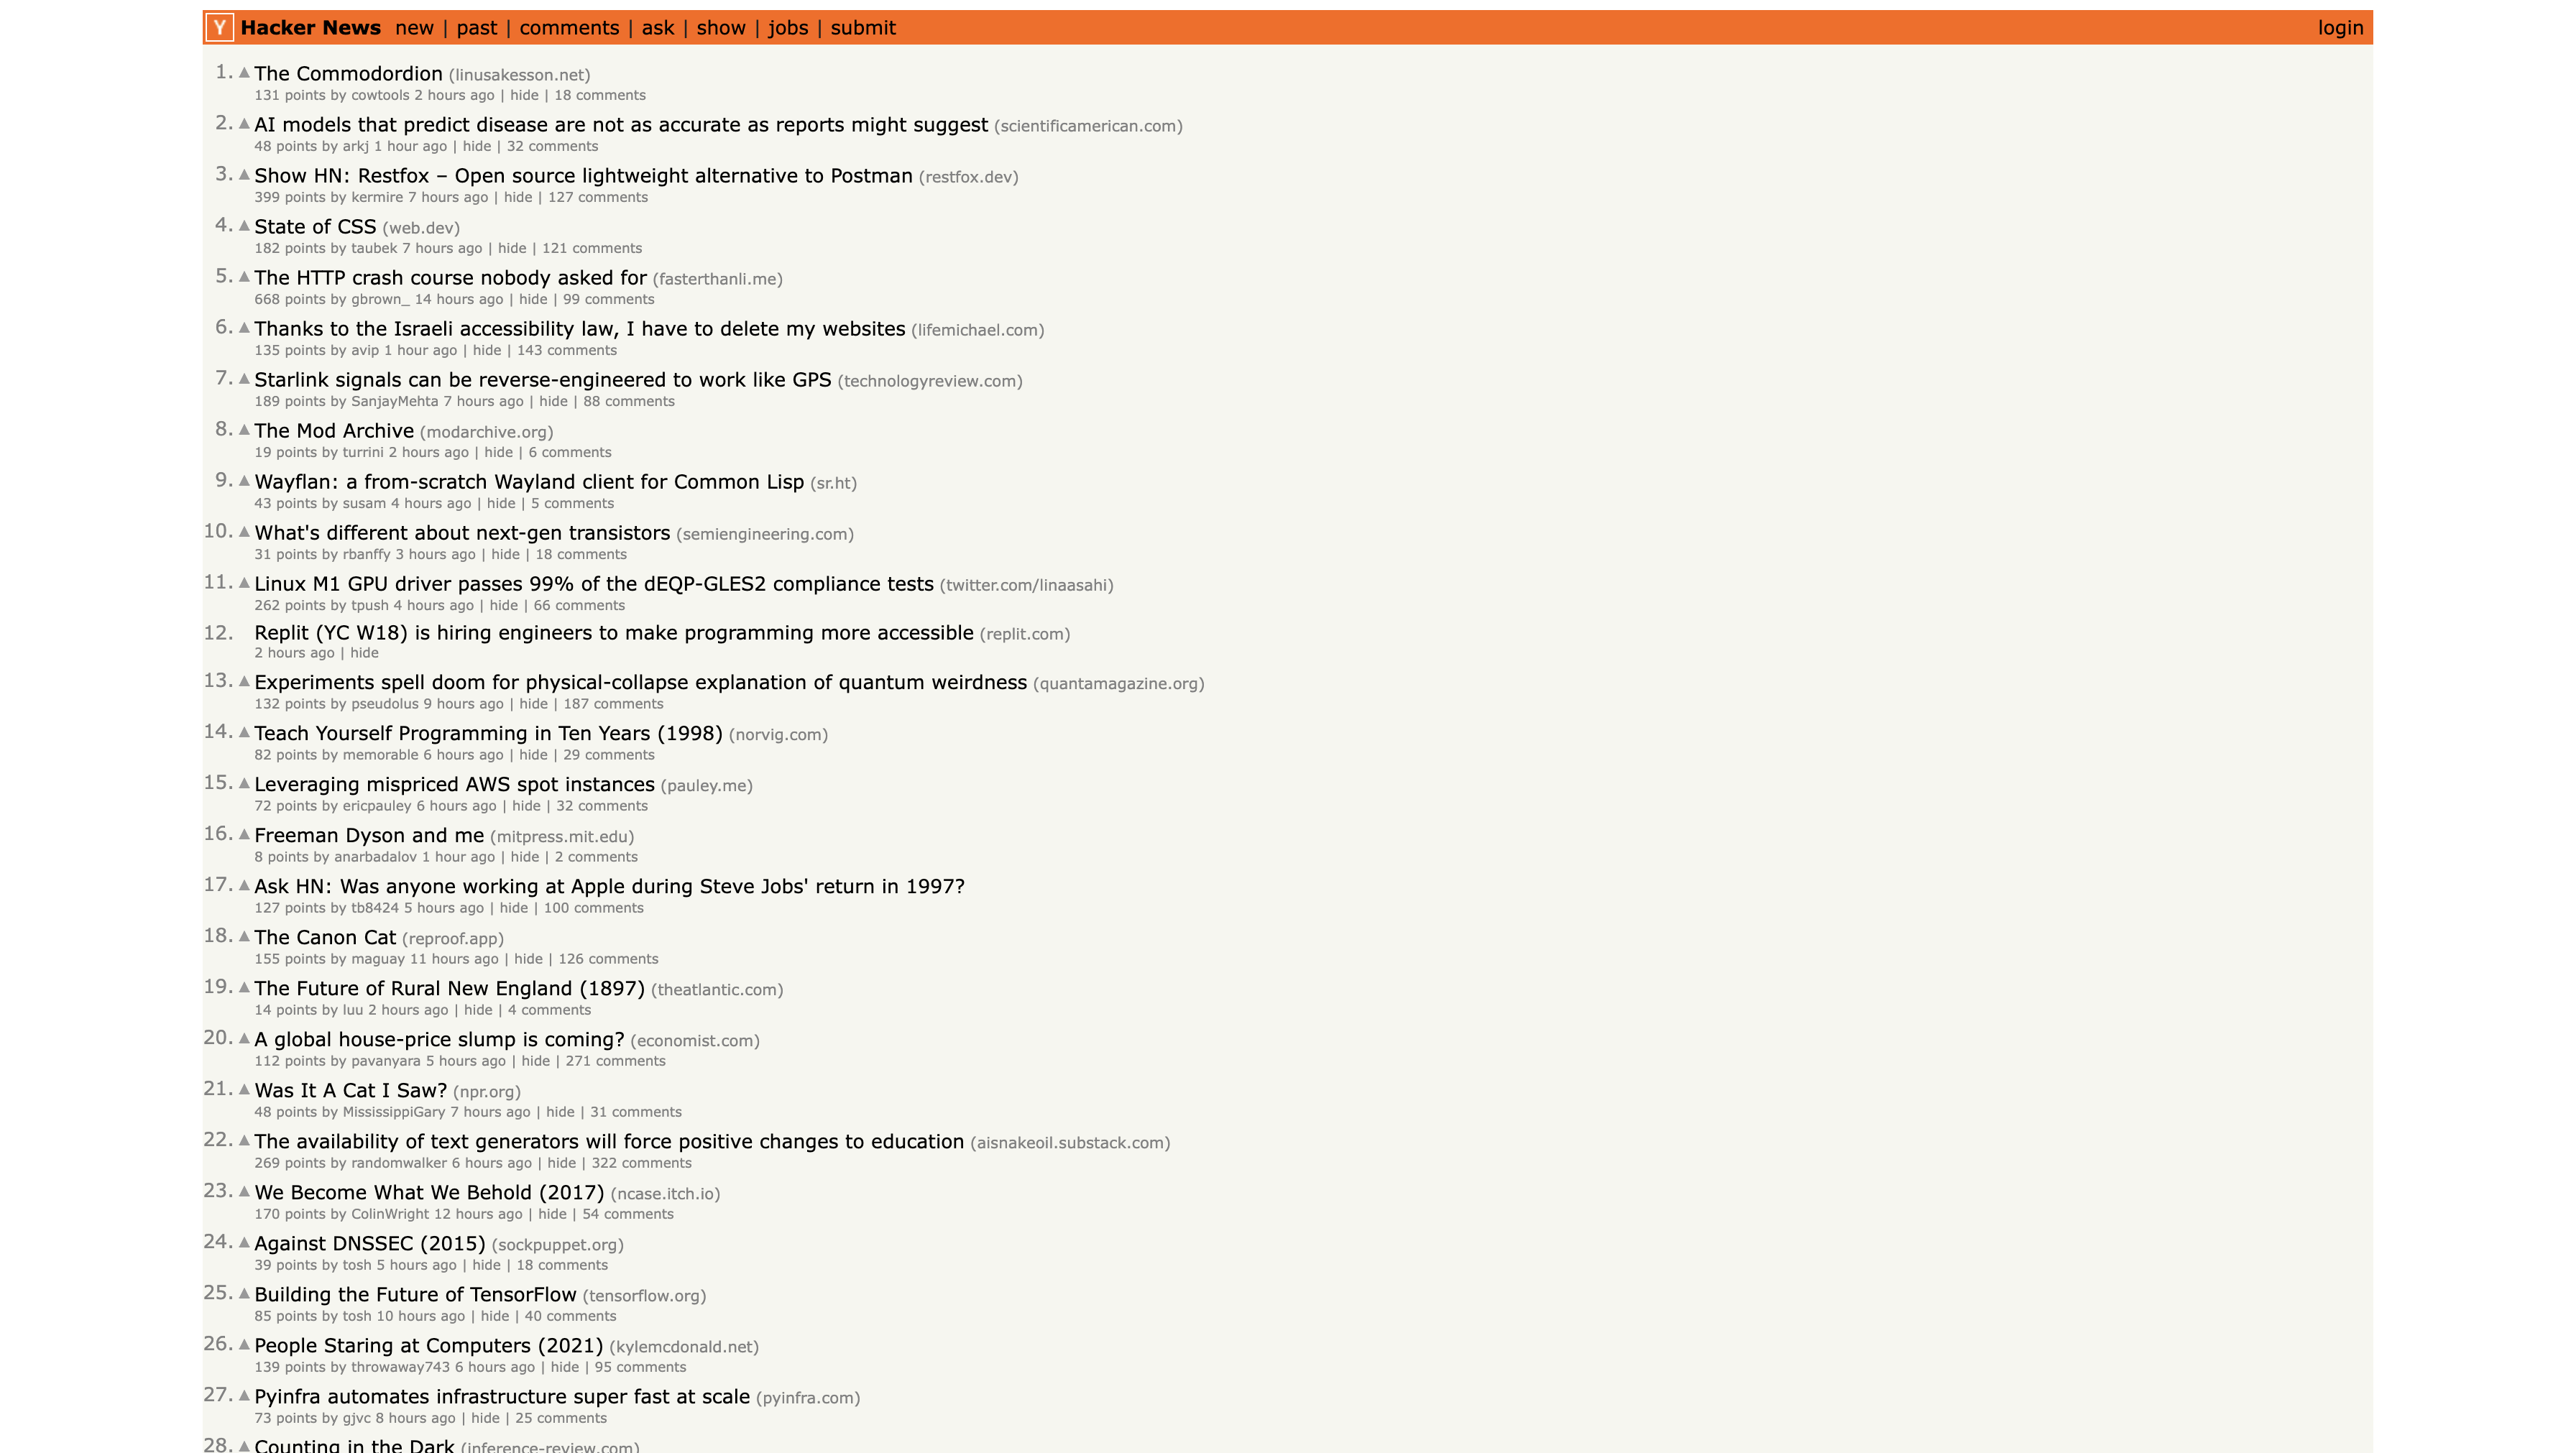 Y Hacker News new | past | comments | ask | show | jobs | submit login
1. ▲ The Commodordion (linusakesson.net)
131 points by cowtools 2 hours ago | hide | 18 comments
2. ▲ AI models that predict disease are not as accurate as reports might suggest (scientificamerican.com)
48 points by arkj 1 hour ago | hide | 32 comments
3. ▲ Show HN: Restfox – Open source lightweight alternative to Postman (restfox.dev)
399 points by kermire 7 hours ago | hide | 127 comments
4. ▲ State of CSS (web.dev)
182 points by taubek 7 hours ago | hide | 121 comments
5. ▲ The HTTP crash course nobody asked for (fasterthanli.me)
668 points by gbrown_ 14 hours ago | hide | 99 comments
6. ▲ Thanks to the Israeli accessibility law, I have to delete my websites (lifemichael.com)
135 points by avip 1 hour ago | hide | 143 comments
7. ▲ Starlink signals can be reverse-engineered to work like GPS (technologyreview.com)
189 points by SanjayMehta 7 hours ago | hide | 88 comments
8. ▲ The Mod Archive (modarchive.org)
19 points by turrini 2 hours ago | hide | 6 comments
9. ▲ Wayflan: a from-scratch Wayland client for Common Lisp (sr.ht)
43 points by susam 4 hours ago | hide | 5 comments
10. ▲ What's different about next-gen transistors (semiengineering.com)
31 points by rbanffy 3 hours ago | hide | 18 comments
11. ▲ Linux M1 GPU driver passes 99% of the dEQP-GLES2 compliance tests (twitter.com/linaasahi)
262 points by tpush 4 hours ago | hide | 66 comments
12. Replit (YC W18) is hiring engineers to make programming more accessible (replit.com)
2 hours ago | hide
13. ▲ Experiments spell doom for physical-collapse explanation of quantum weirdness (quantamagazine.org)
132 points by pseudolus 9 hours ago | hide | 187 comments
14. ▲ Teach Yourself Programming in Ten Years (1998) (norvig.com)
82 points by memorable 6 hours ago | hide | 29 comments
15. ▲ Leveraging mispriced AWS spot instances (pauley.me)
72 points by ericpauley 6 hours ago | hide | 32 comments
16. ▲ Freeman Dyson and me (mitpress.mit.edu)
8 points by anarbadalov 1 hour ago | hide | 2 comments
17. ▲ Ask HN: Was anyone working at Apple during Steve Jobs' return in 1997?
127 points by tb8424 5 hours ago | hide | 100 comments
18. ▲ The Canon Cat (reproof.app)
155 points by maguay 11 hours ago | hide | 126 comments
19. ▲ The Future of Rural New England (1897) (theatlantic.com)
14 points by luu 2 hours ago | hide | 4 comments
20. ▲ A global house-price slump is coming? (economist.com)
112 points by pavanyara 5 hours ago | hide | 271 comments
21. ▲ Was It A Cat I Saw? (npr.org)
48 points by MississippiGary 7 hours ago | hide | 31 comments
22. ▲ The availability of text generators will force positive changes to education (aisnakeoil.substack.com)
269 points by randomwalker 6 hours ago | hide | 322 comments
23. ▲ We Become What We Behold (2017) (ncase.itch.io)
170 points by ColinWright 12 hours ago | hide | 54 comments
24. ▲ Against DNSSEC (2015) (sockpuppet.org)
39 points by tosh 5 hours ago | hide | 18 comments
25. ▲ Building the Future of TensorFlow (tensorflow.org)
85 points by tosh 10 hours ago | hide | 40 comments
26. ▲ People Staring at Computers (2021) (kylemcdonald.net)
139 points by throwaway743 6 hours ago | hide | 95 comments
27. ▲ Pyinfra automates infrastructure super fast at scale (pyinfra.com)
73 points by gjvc 8 hours ago | hide | 25 comments
28. ▲ Counting in the Dark (inference-review.com)